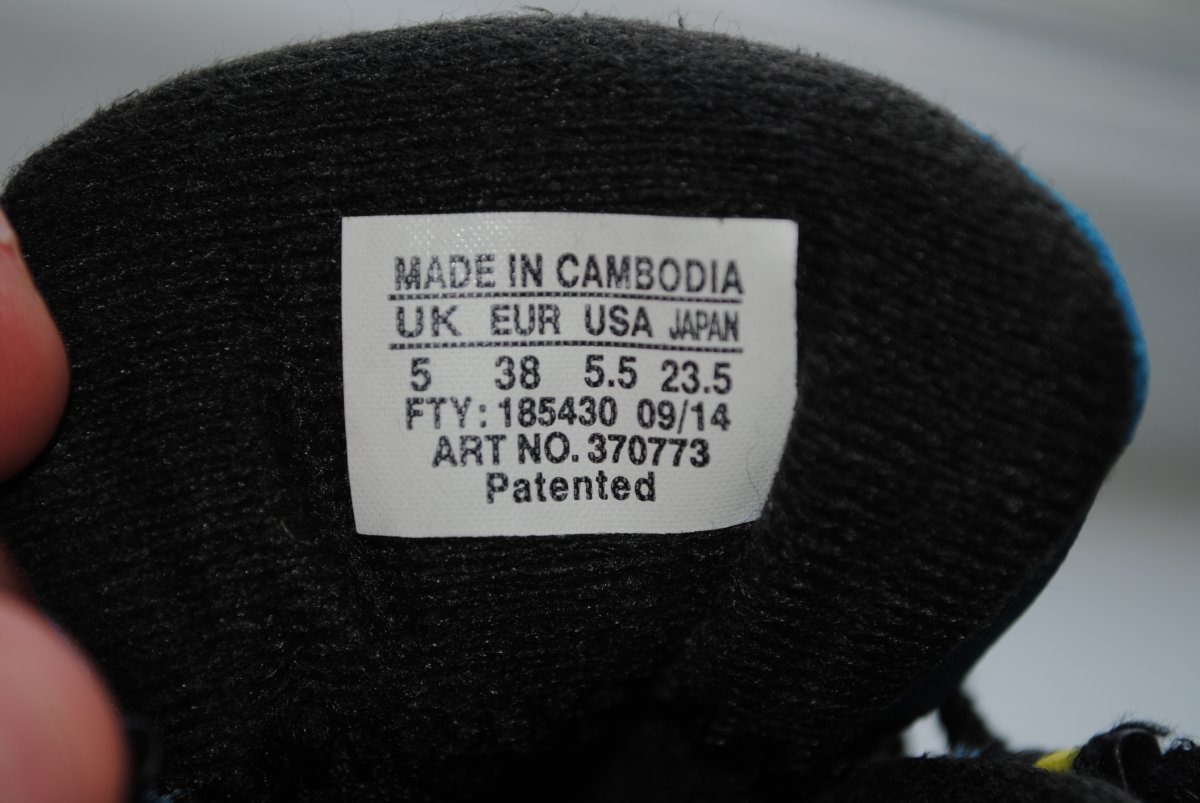 MADE IN CAMBODIA
UK EUR USA JAPAN
5 38 5.5 23.5
FTY: 185430 09/14
ART NO. 370773
Patented